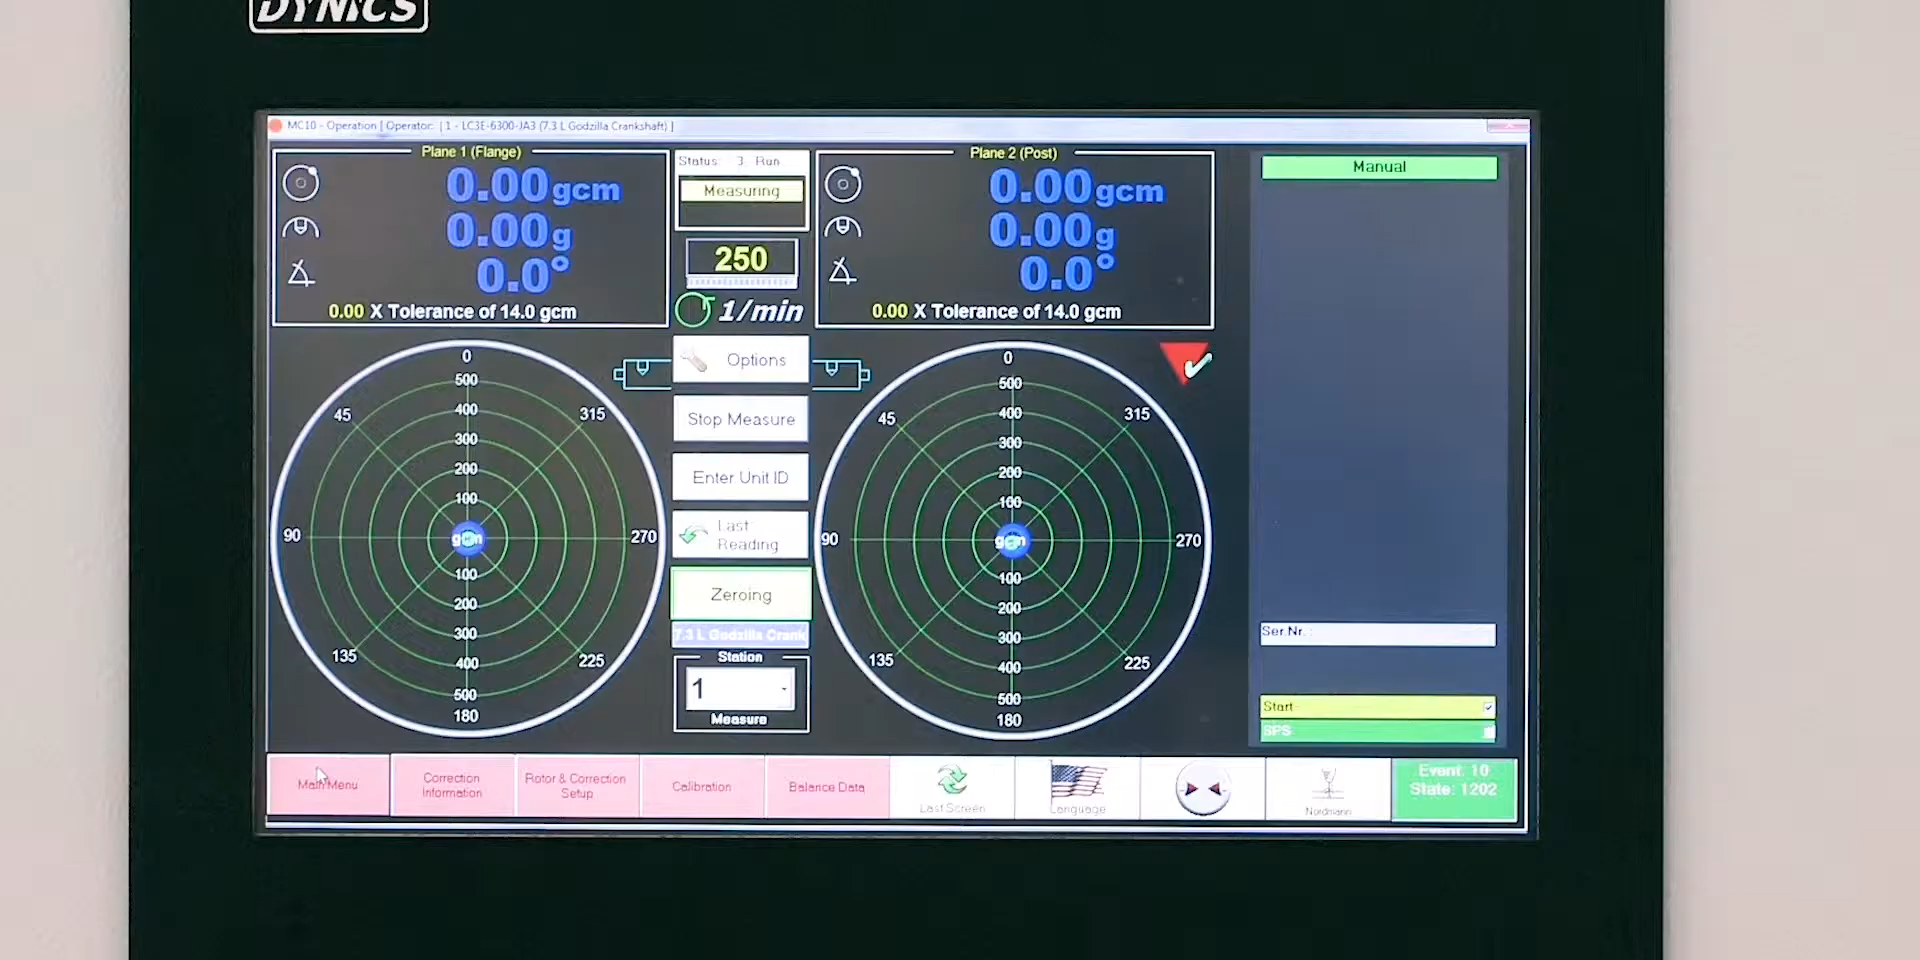 DYNICS
MC10 - Operation [ Operator: [ 1 - LC3E-6300-JA3 (7.3 L Godzilla Crankshaft) ]
Plane 1 (Flange)
0.00gcm
0.00g
0.0°
0.00 X Tolerance of 14.0 gcm
Status: 3 Run
Measuring
250
1/min
Plane 2 (Post)
0.00gcm
0.00g
0.0°
0.00 X Tolerance of 14.0 gcm
Manual
0
500
400
300
200
100
gcm
100
200
300
400
500
180
45
90
135
315
270
225
Options
Stop Measure
Enter Unit ID
Last
Reading
Zeroing
7.3 L Godzilla Crank
Station
1
Measure
0
500
400
300
200
100
gcm
100
200
300
400
500
180
45
90
135
315
270
225
Ser.Nr. :
Start
SPS
Main Menu
Correction
Information
Rotor & Correction
Setup
Calibration
Balance Data
Last Screen
Language
Nordmann
Event: 10
State: 1202